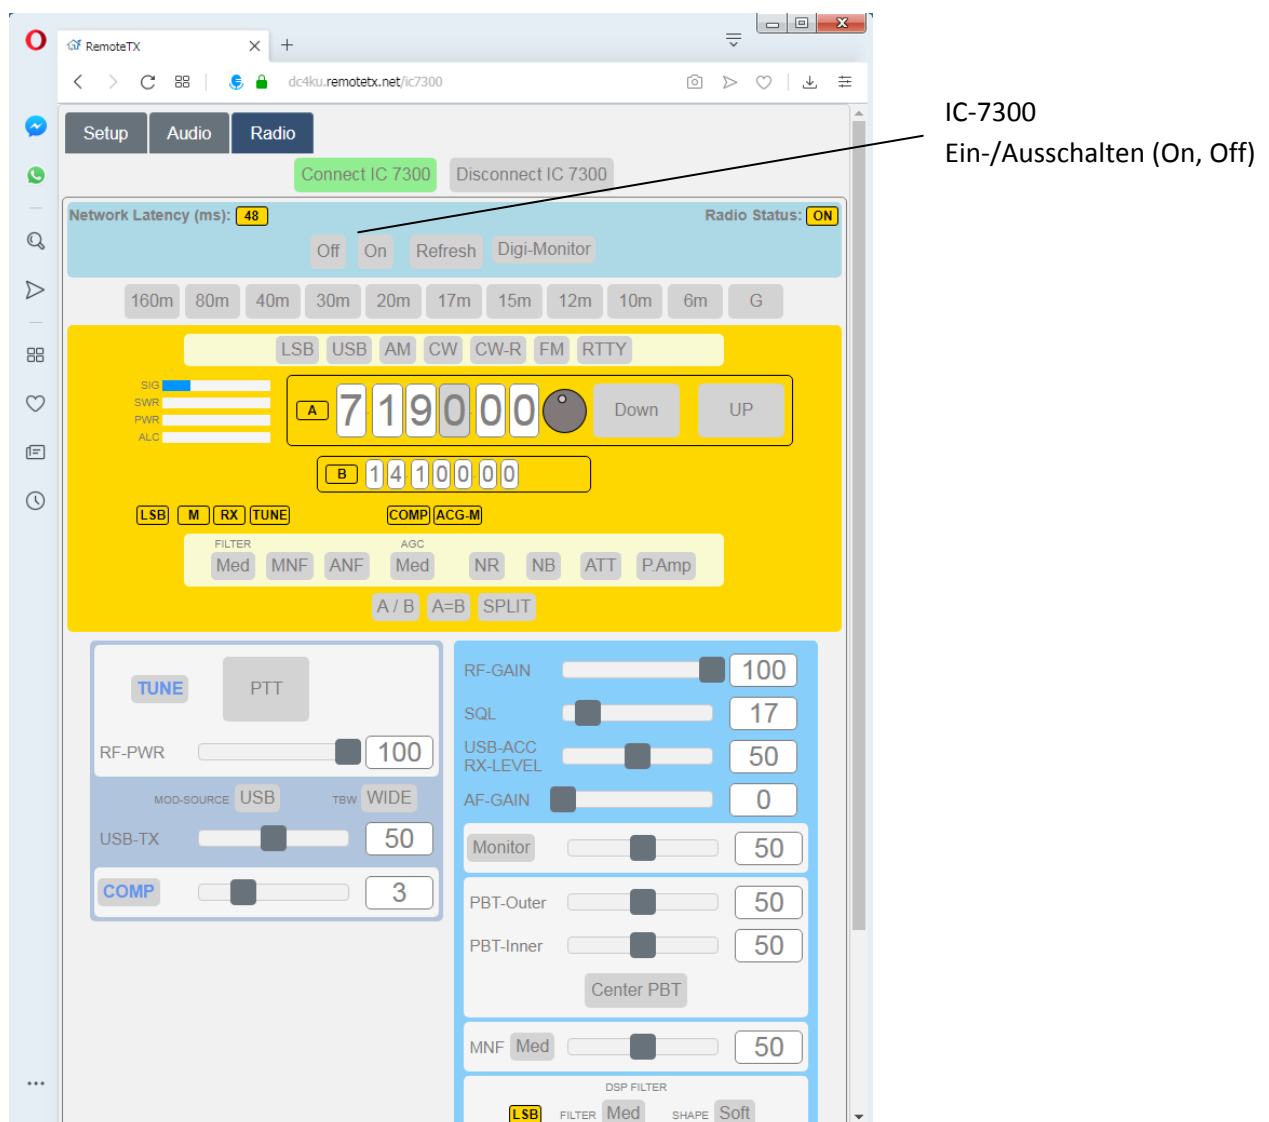 RemoteTX
dc4ku.remotetx.net/ic7300
IC-7300
Ein-/Ausschalten (On, Off)
Setup Audio Radio
Connect IC 7300 Disconnect IC 7300
Network Latency (ms): 48 Radio Status: ON
Off On Refresh Digi-Monitor
160m 80m 40m 30m 20m 17m 15m 12m 10m 6m G
LSB USB AM CW CW-R FM RTTY
SIG
SWR
PWR
ALC
A 7.19000 Down UP
B 14.10000
LSB M RX TUNE COMP ACG-M
FILTER AGC
Med MNF ANF Med NR NB ATT P.Amp
A / B A=B SPLIT
TUNE PTT
RF-PWR 100
MOD-SOURCE USB TBW WIDE
USB-TX 50
COMP 3
RF-GAIN 100
SQL 17
USB-ACC
RX-LEVEL 50
AF-GAIN 0
Monitor 50
PBT-Outer 50
PBT-Inner 50
Center PBT
MNF Med 50
DSP FILTER
LSB FILTER Med SHAPE Soft